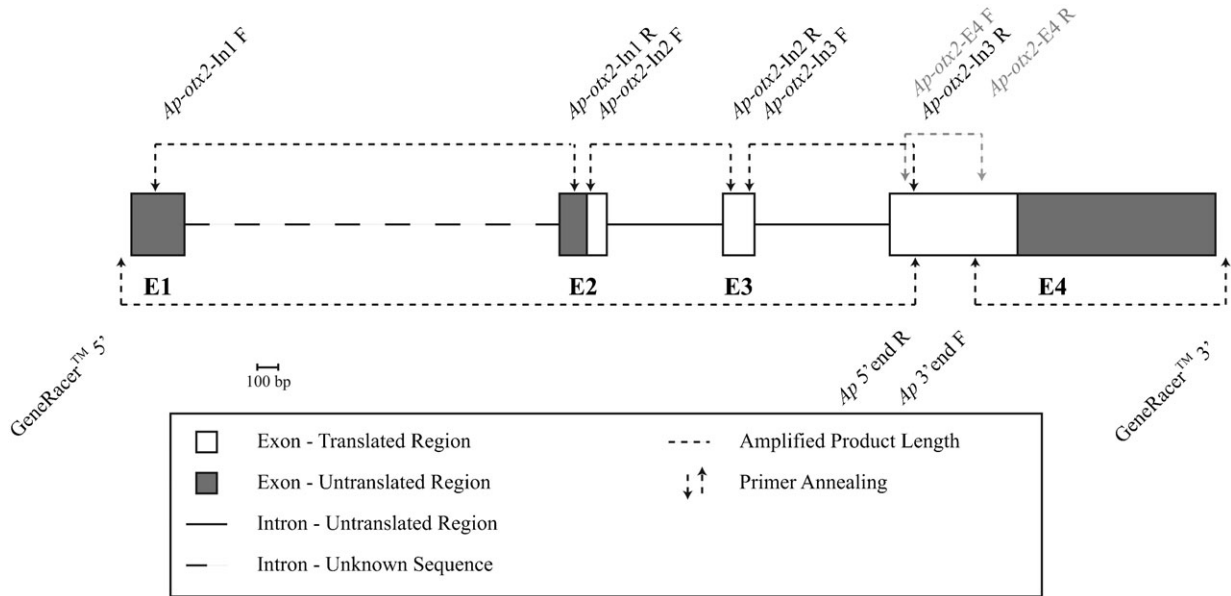 Ap-otx2-In1 F
Ap-otx2-In1 R
Ap-otx2-In2 F
Ap-otx2-In2 R
Ap-otx2-In3 F
Ap-otx2-E4 F
Ap-otx2-In3 R
Ap-otx2-E4 R
E1
E2
E3
E4
GeneRacer™ 5’
100 bp
Ap 5’end R
Ap 3’end F
GeneRacer™ 3’
Exon - Translated Region
Exon - Untranslated Region
Intron - Untranslated Region
Intron - Unknown Sequence
Amplified Product Length
Primer Annealing